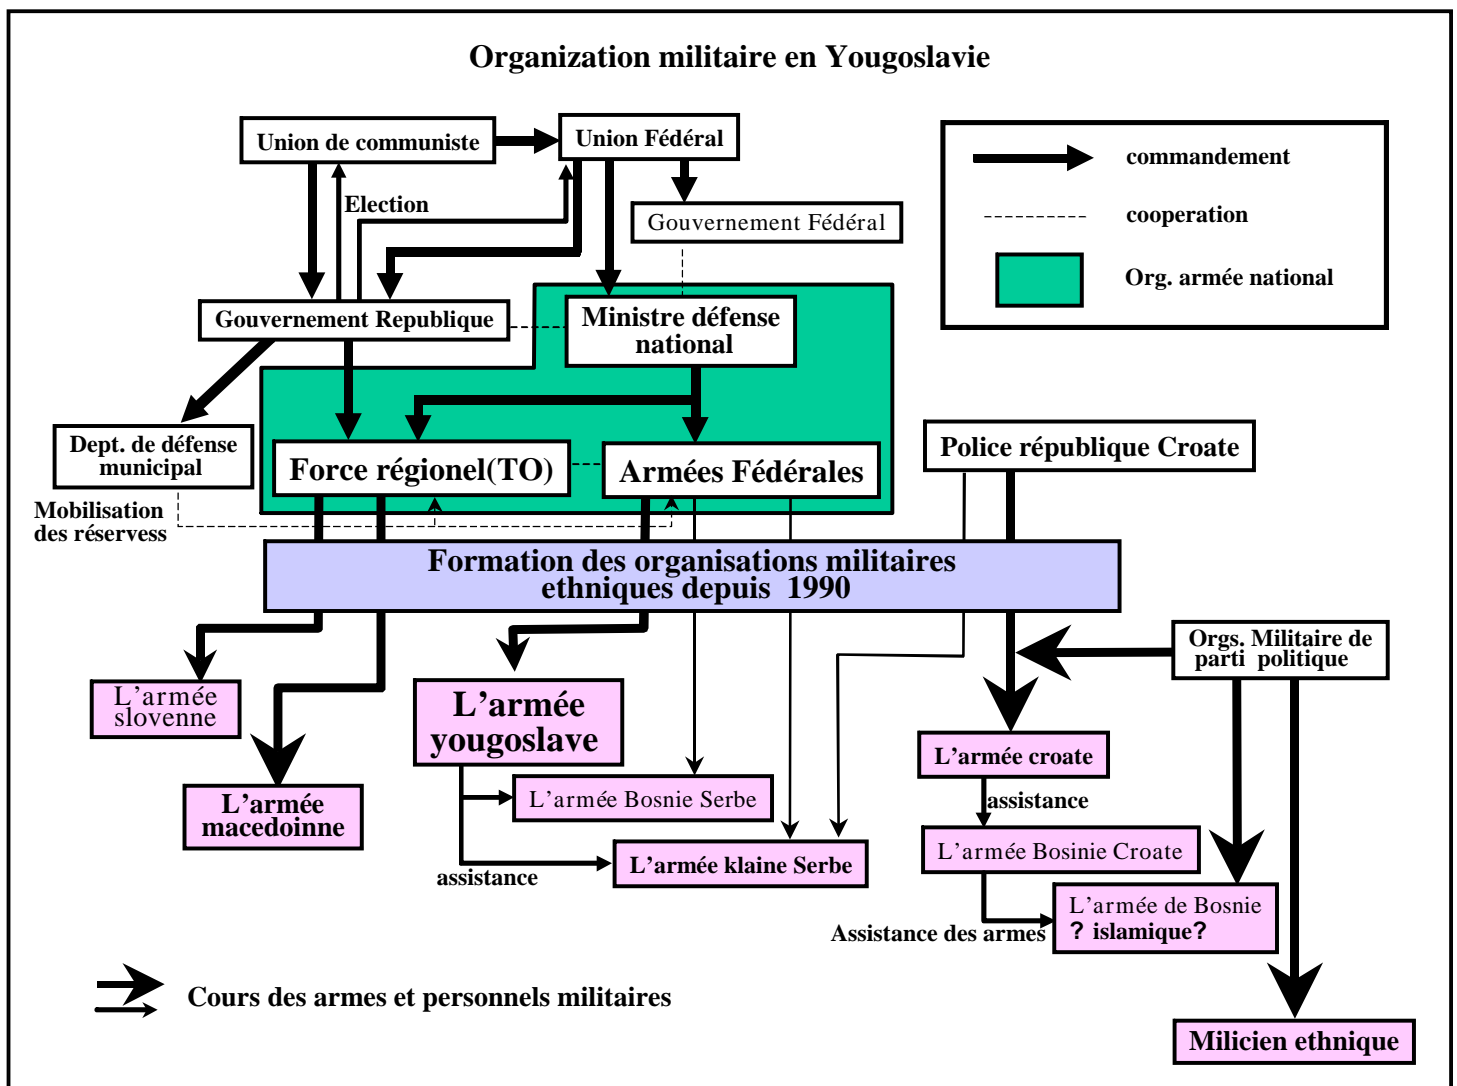 Organization militaire en Yougoslavie
Union de communiste
Union Fédéral
commandement
Election
Gouvernement Fédéral
cooperation
Org. armée national
Gouvernement Republique
Ministre défense
national
Dept. de défense
municipal
Force régionel(TO)
Armées Fédérales
Police république Croate
Mobilisation
des réservess
Formation des organisations militaires
ethniques depuis 1990
Orgs. Militaire de
parti politique
L’armée
slovenne
L’armée
yougoslave
L’armée croate
L’armée
macedoinne
L’armée Bosnie Serbe
assistance
L’armée klaine Serbe
assistance
L’armée Bosinie Croate
L’armée de Bosnie
? islamique?
Assistance des armes
Cours des armes et personnels militaires
Milicien ethnique